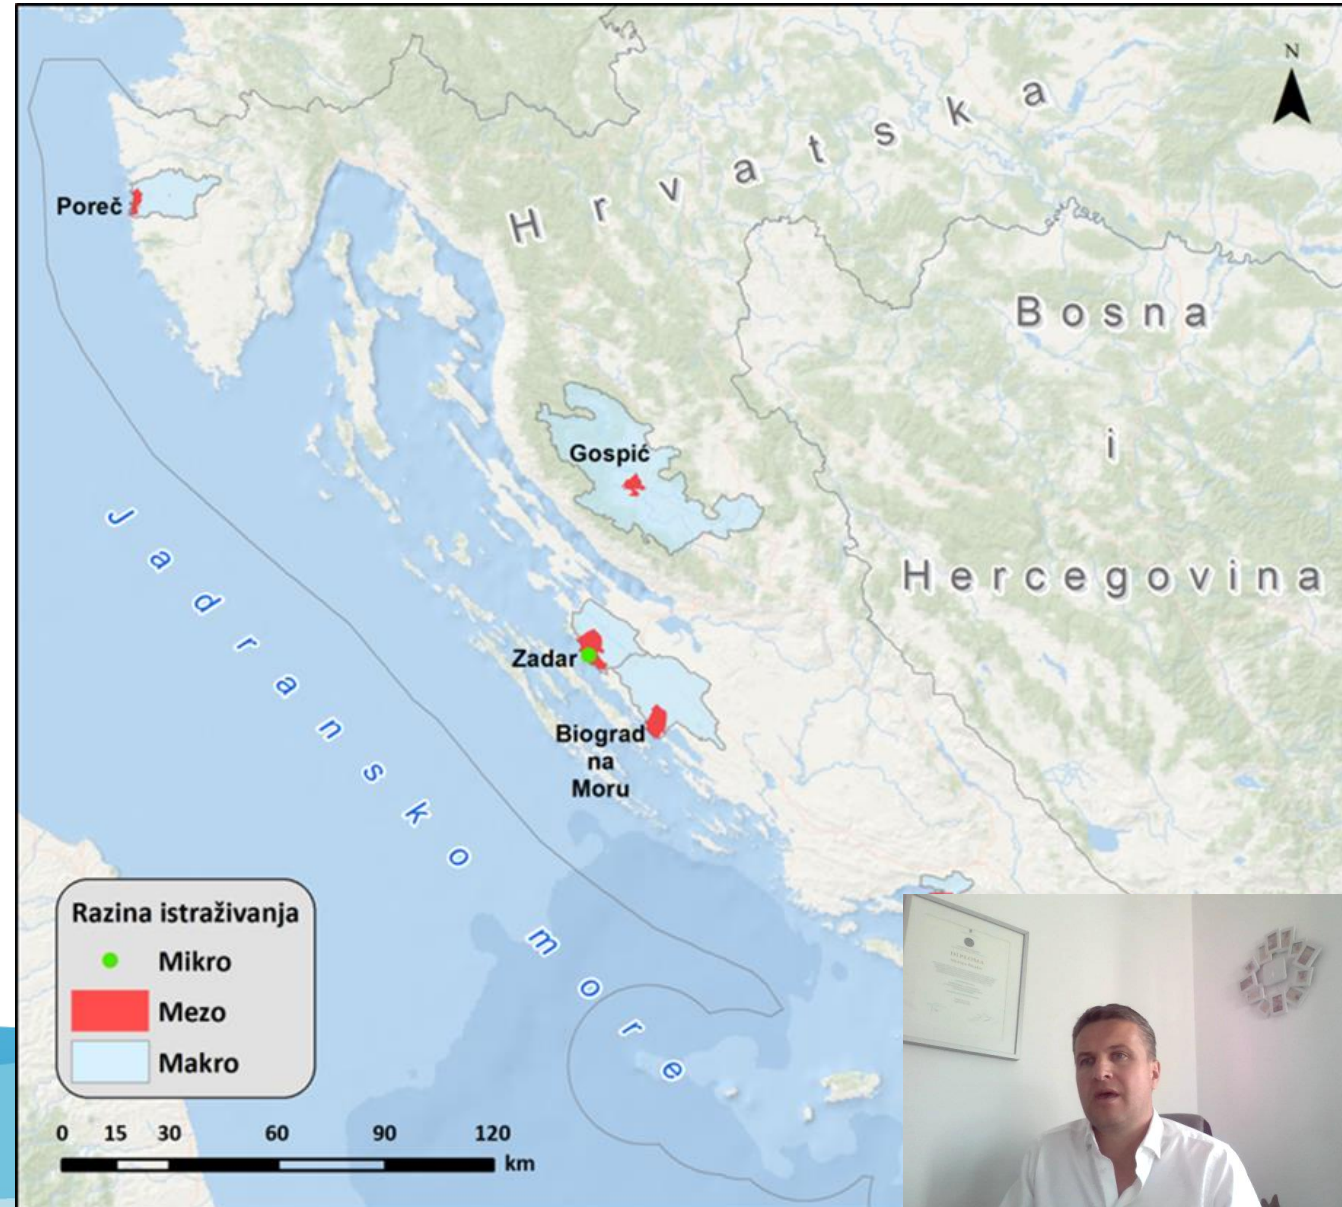 N
Hrvatska
Poreč
Bosna
i
Hercegovina
Gospić
Jadransko more
Zadar
Biograd
na
Moru
Razina istraživanja
Mikro
Mezo
Makro
0 15 30 60 90 120
km